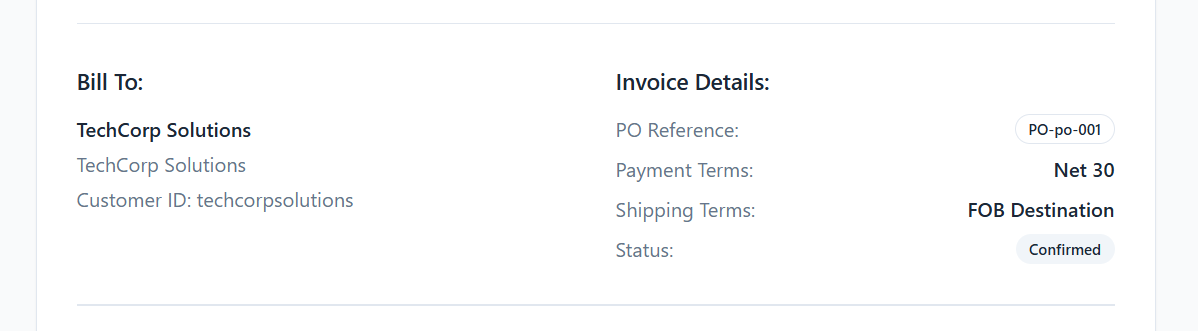 Bill To:
TechCorp Solutions
TechCorp Solutions
Customer ID: techcorpsolutions
Invoice Details:
PO Reference: PO-po-001
Payment Terms: Net 30
Shipping Terms: FOB Destination
Status: Confirmed